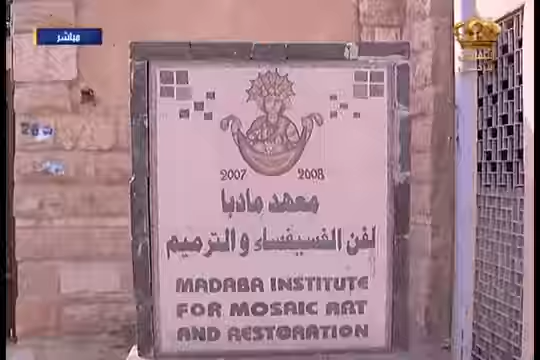 مباشر
2007 2008
معهد مادبا
لفن الفسيفساء والترميم
MADABA INSTITUTE
FOR MOSAIC ART
AND RESTORATION